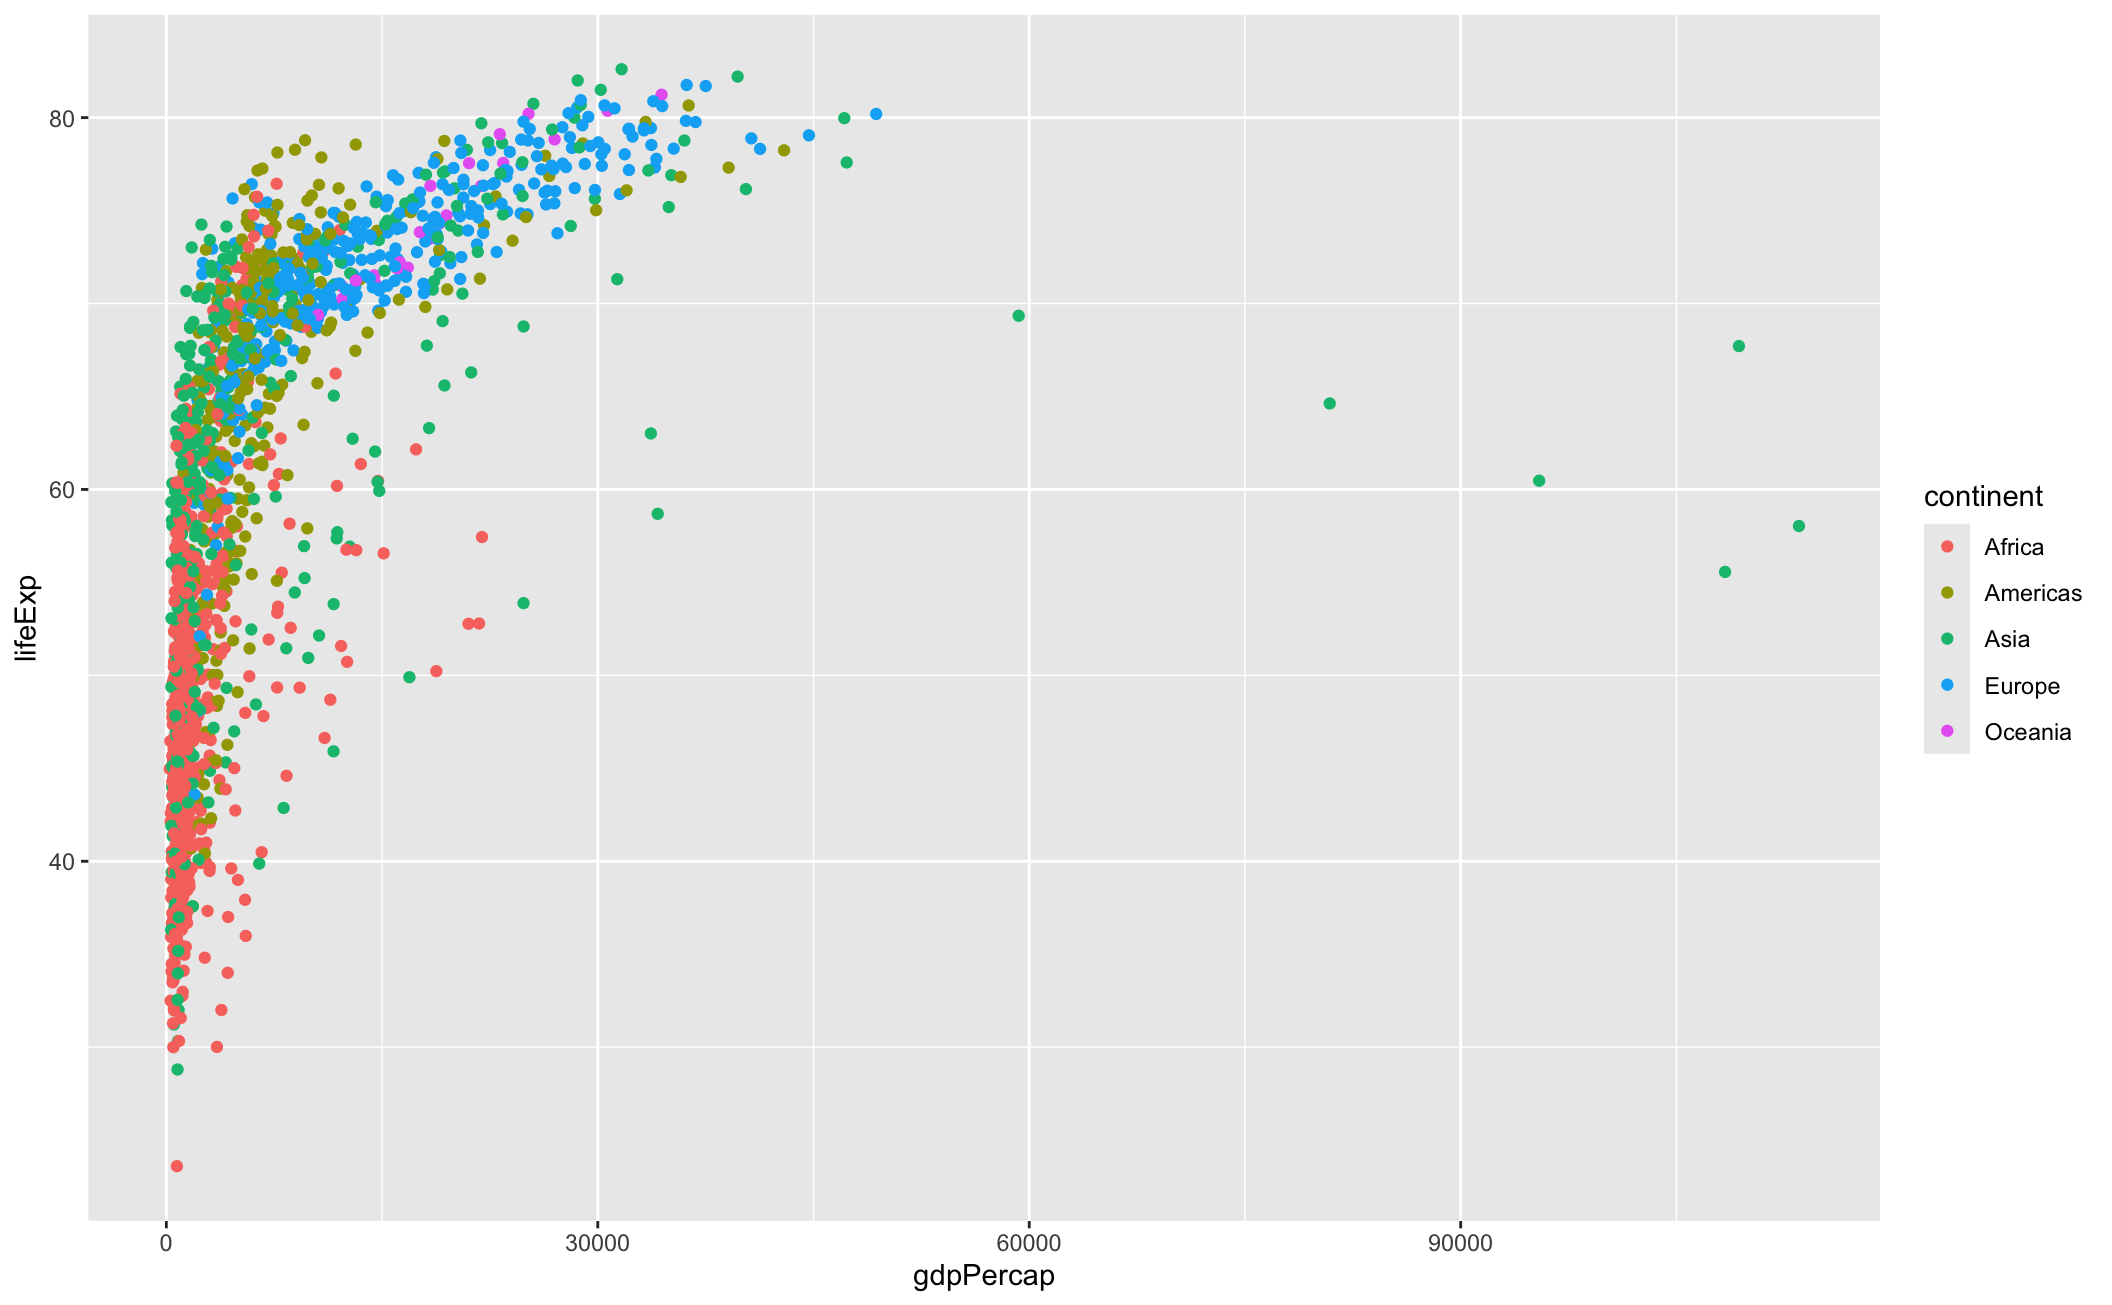 80
60
40
lifeExp
0
30000
60000
90000
gdpPercap
continent
Africa
Americas
Asia
Europe
Oceania